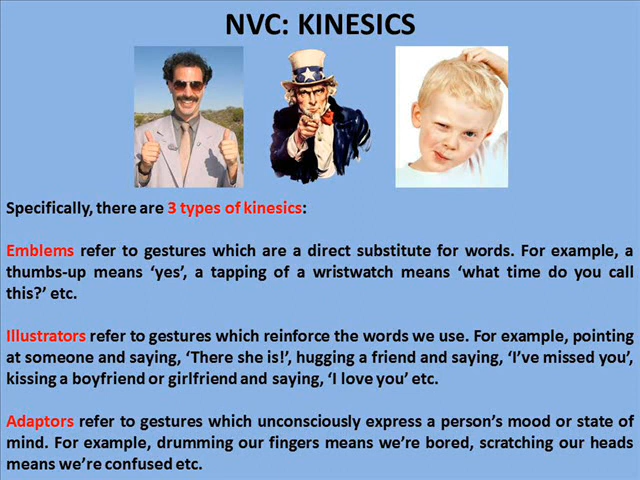 NVC: KINESICS
Specifically, there are 3 types of kinesics:
Emblems refer to gestures which are a direct substitute for words. For example, a
thumbs-up means ‘yes’, a tapping of a wristwatch means ‘what time do you call
this?’ etc.
Illustrators refer to gestures which reinforce the words we use. For example, pointing
at someone and saying, ‘There she is!’, hugging a friend and saying, ‘I’ve missed you’,
kissing a boyfriend or girlfriend and saying, ‘I love you’ etc.
Adaptors refer to gestures which unconsciously express a person’s mood or state of
mind. For example, drumming our fingers means we’re bored, scratching our heads
means we’re confused etc.